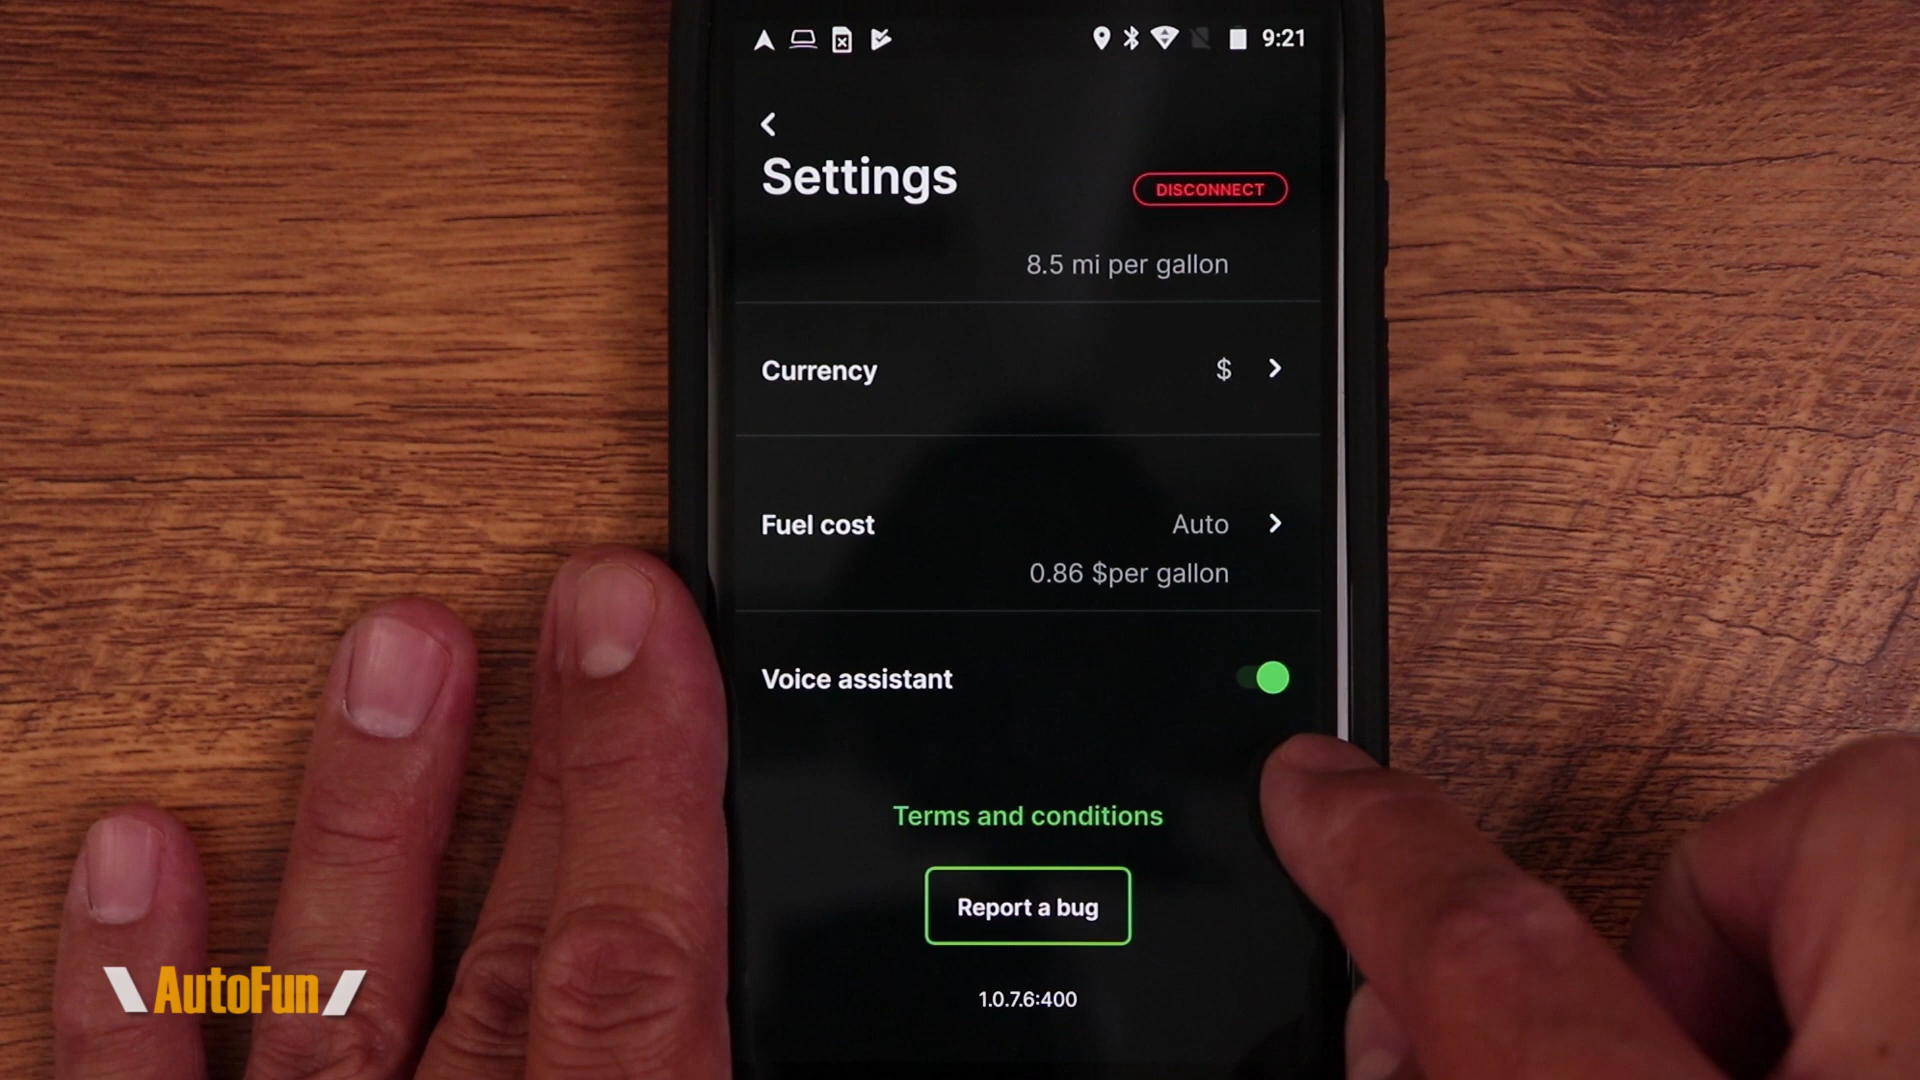 9:21
Settings
DISCONNECT
8.5 mi per gallon
Currency $
Fuel cost Auto
0.86 $per gallon
Voice assistant
Terms and conditions
Report a bug
1.0.7.6:400
AutoFun